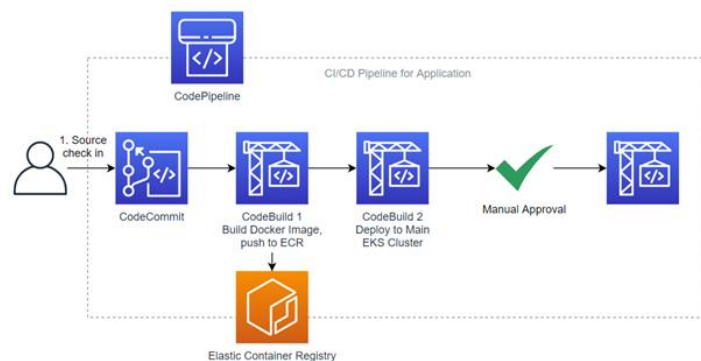 CI/CD Pipeline for Application
CodePipeline
1. Source
check in
CodeCommit
CodeBuild 1
Build Docker Image,
push to ECR
CodeBuild 2
Deploy to Main
EKS Cluster
Manual Approval
Elastic Container Registry